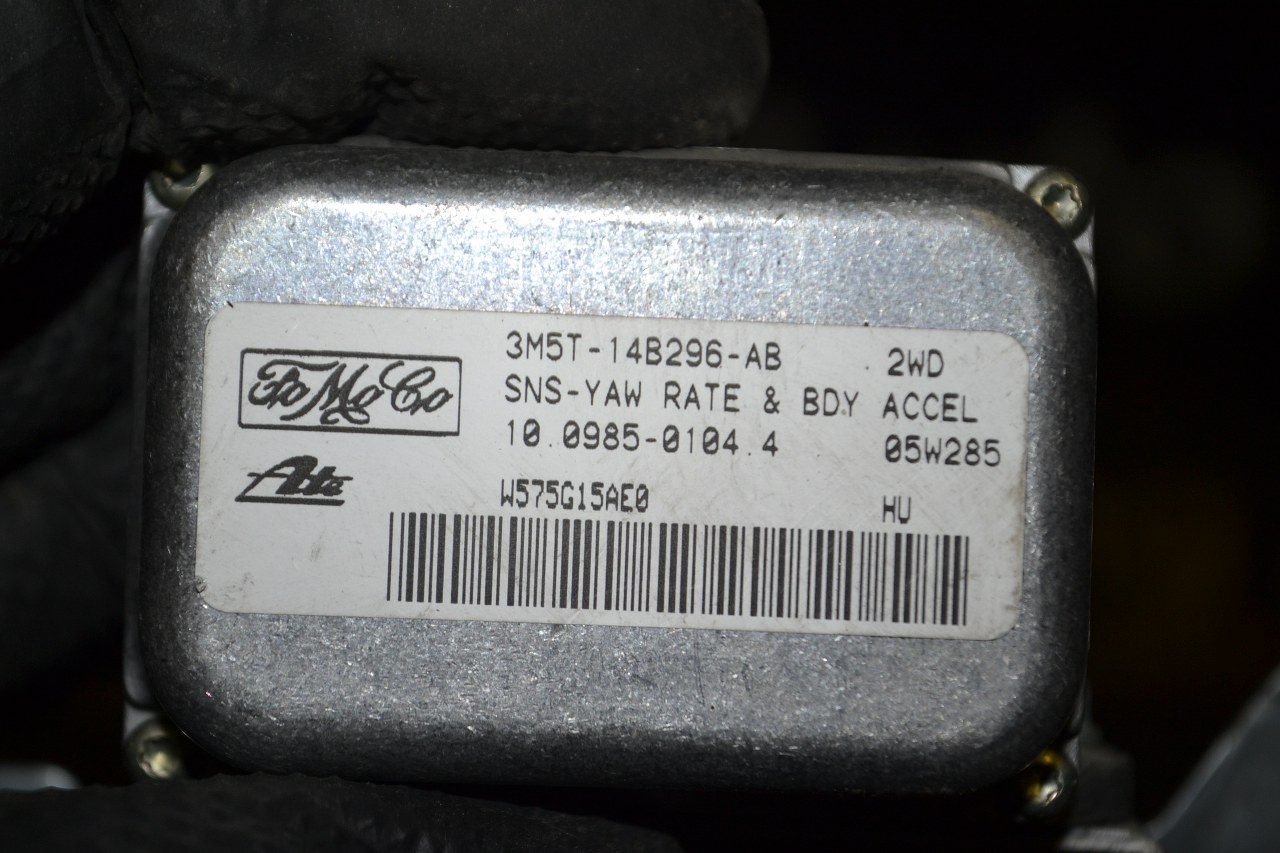 FoMoCo
3M5T-14B296-AB 2WD
SNS-YAW RATE & BDY ACCEL
10.0985-0104.4 05W285
Ate
W575G15AE0 HU